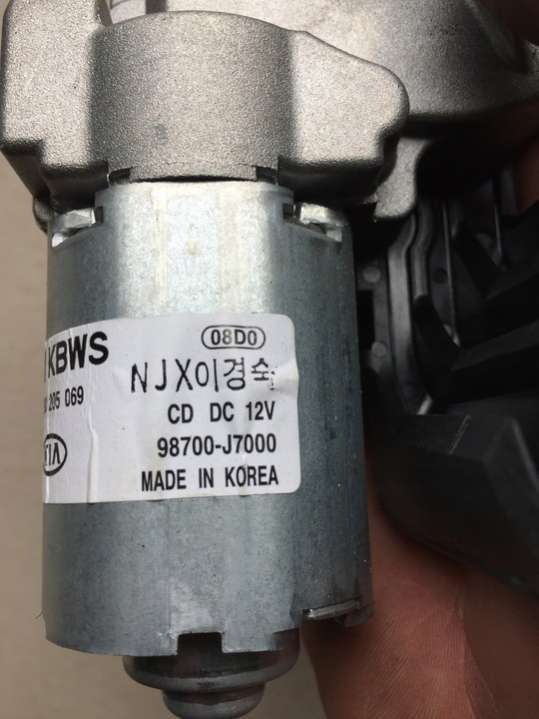 08D0
KBWS
NJX이경숙
205 069
CD DC 12V
98700-J7000
KIA
MADE IN KOREA